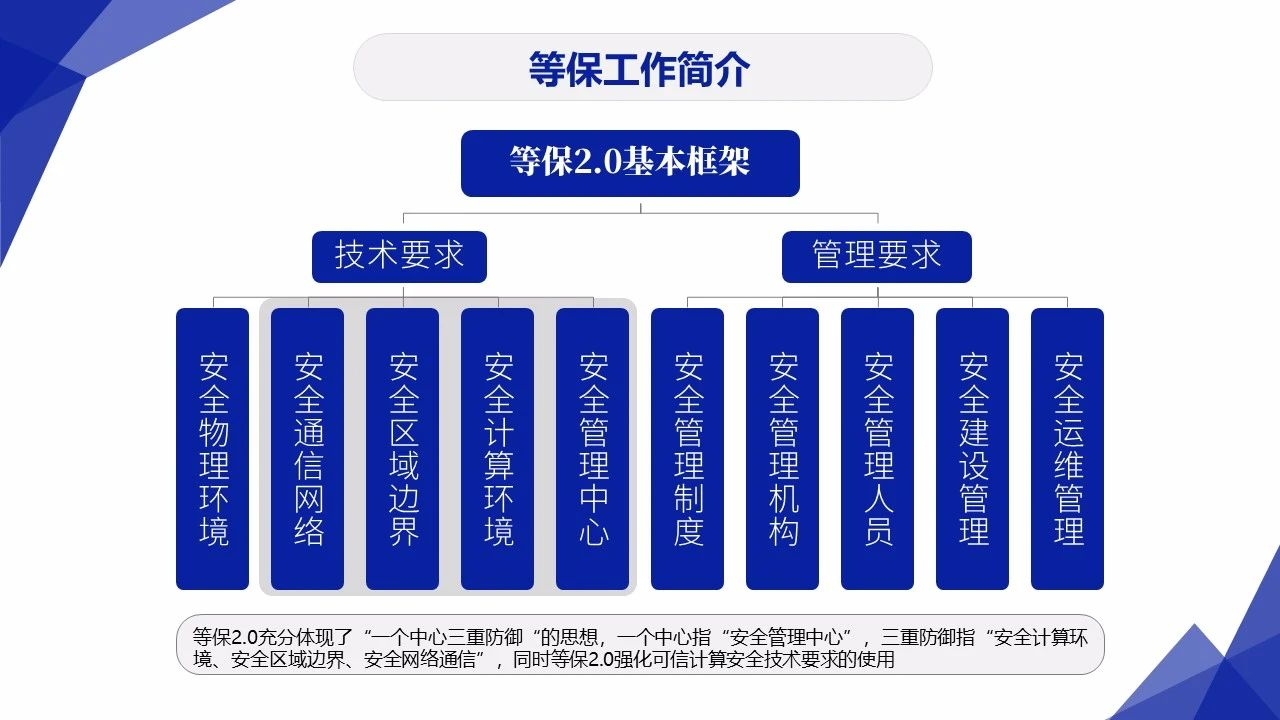 等保工作简介
等保2.0基本框架
技术要求
管理要求
安全物理环境
安全通信网络
安全区域边界
安全计算环境
安全管理中心
安全管理制度
安全管理机构
安全管理人员
安全建设管理
安全运维管理
等保2.0充分体现了“一个中心三重防御“的思想，一个中心指“安全管理中心”，三重防御指“安全计算环
境、安全区域边界、安全网络通信”，同时等保2.0强化可信计算安全技术要求的使用